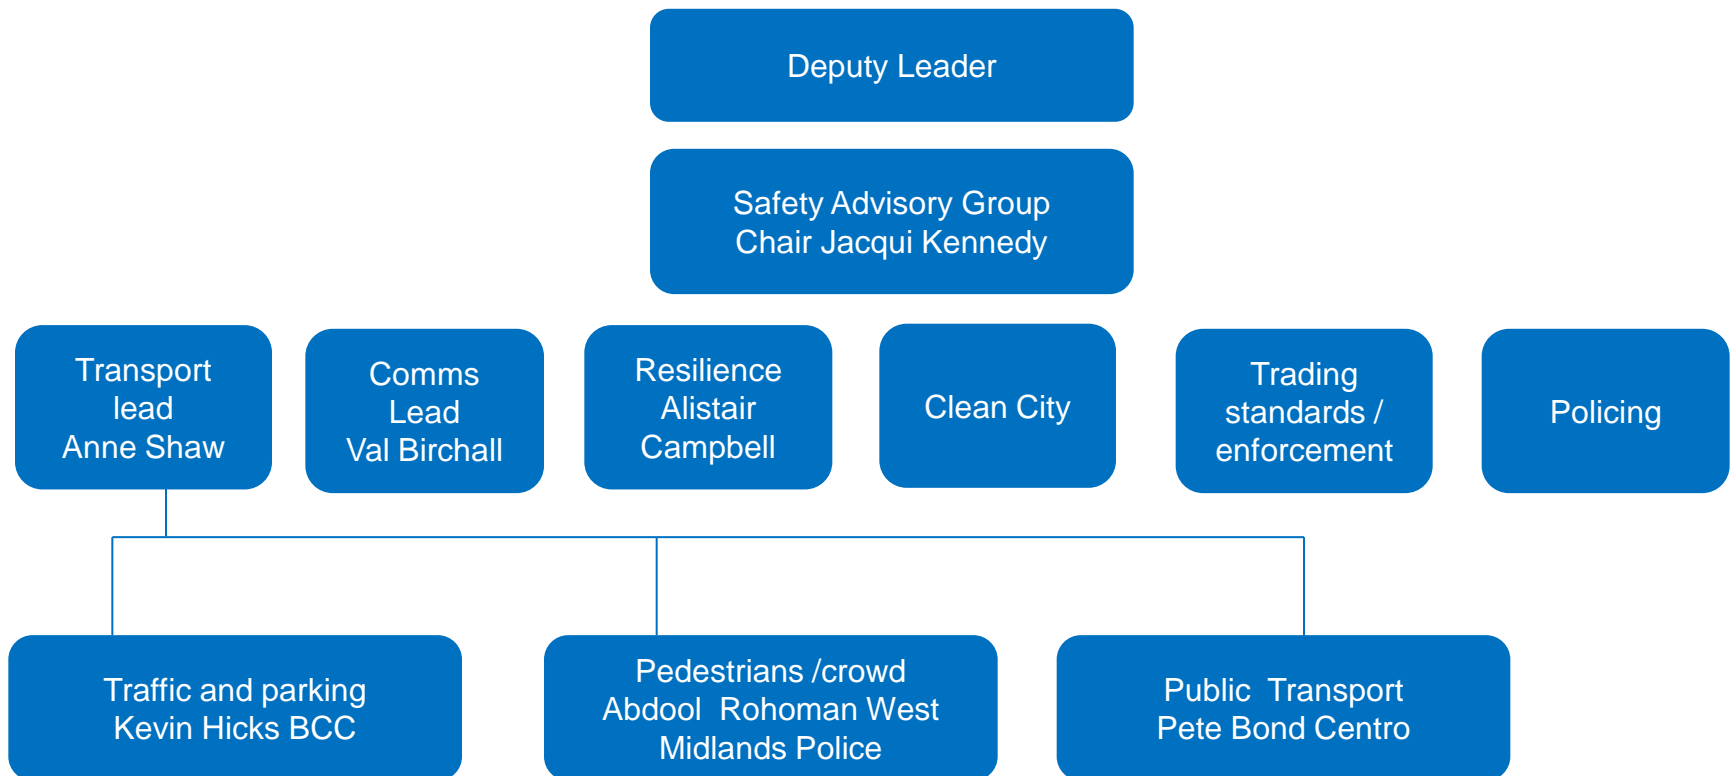 Deputy Leader
Safety Advisory Group
Chair Jacqui Kennedy
Transport
lead
Anne Shaw
Comms
Lead
Val Birchall
Resilience
Alistair
Campbell
Clean City
Trading
standards /
enforcement
Policing
Traffic and parking
Kevin Hicks BCC
Pedestrians /crowd
Abdool  Rohoman West
Midlands Police
Public  Transport
Pete Bond Centro